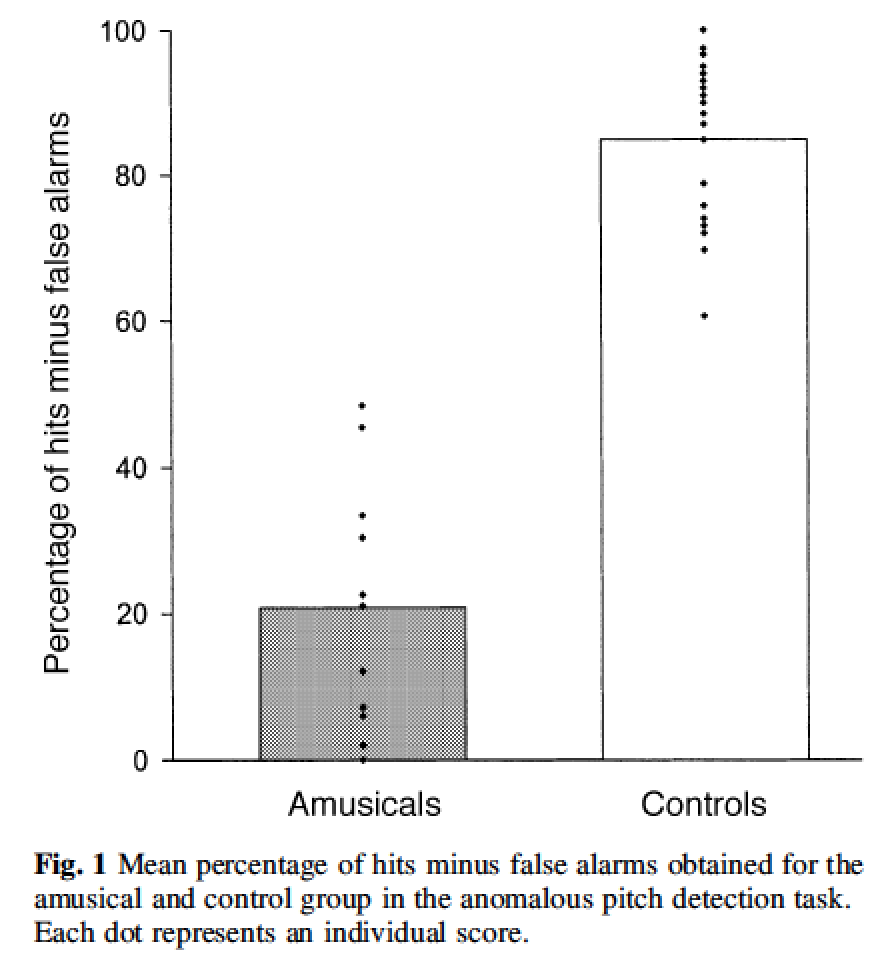 Percentage of hits minus false alarms
100
80
60
40
20
0
Amusicals Controls
Fig. 1 Mean percentage of hits minus false alarms obtained for the
amusical and control group in the anomalous pitch detection task.
Each dot represents an individual score.